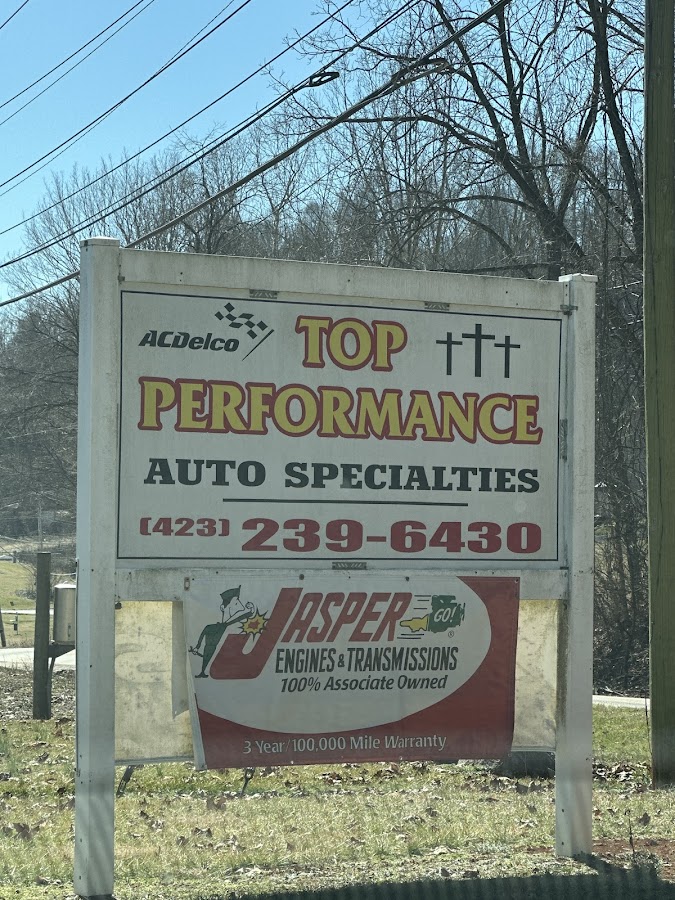 ACDelco
TOP
PERFORMANCE
AUTO SPECIALTIES
(423) 239-6430
JASPER
GO!
®
ENGINES & TRANSMISSIONS
100% Associate Owned
3 Year/100,000 Mile Warranty